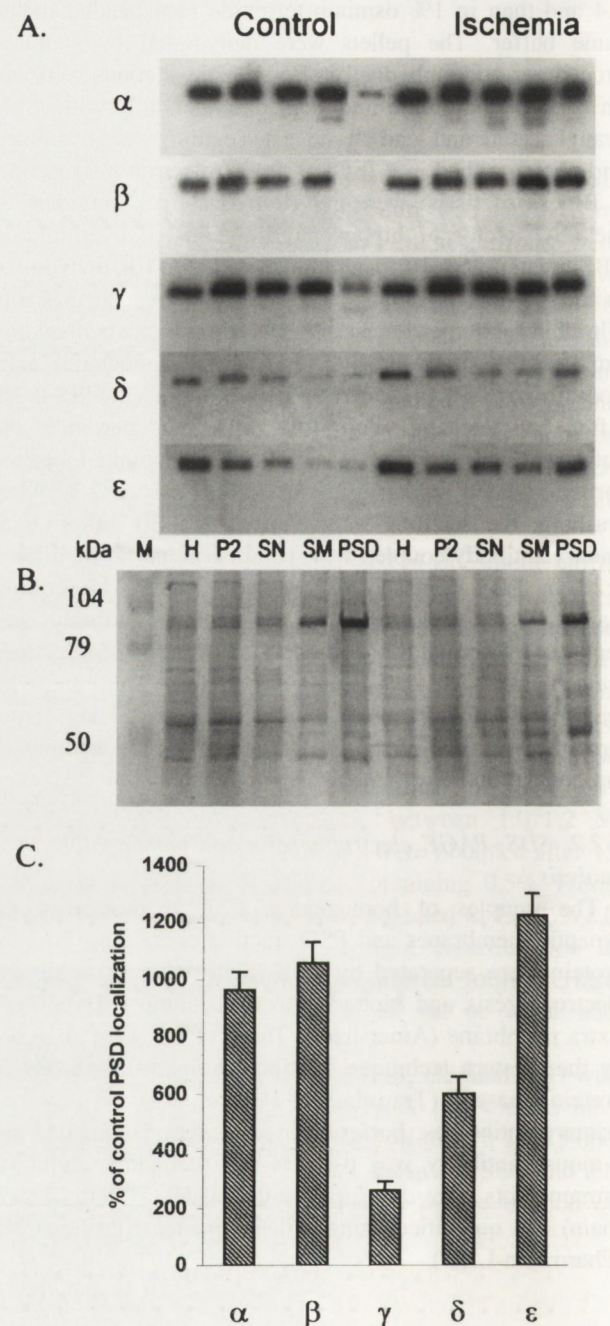 A. Control Ischemia
α
β
γ
δ
ε
kDa M H P2 SN SM PSD H P2 SN SM PSD
B.
104
79
50
C.
% of control PSD localization
1400
1200
1000
800
600
400
200
0
α β γ δ ε